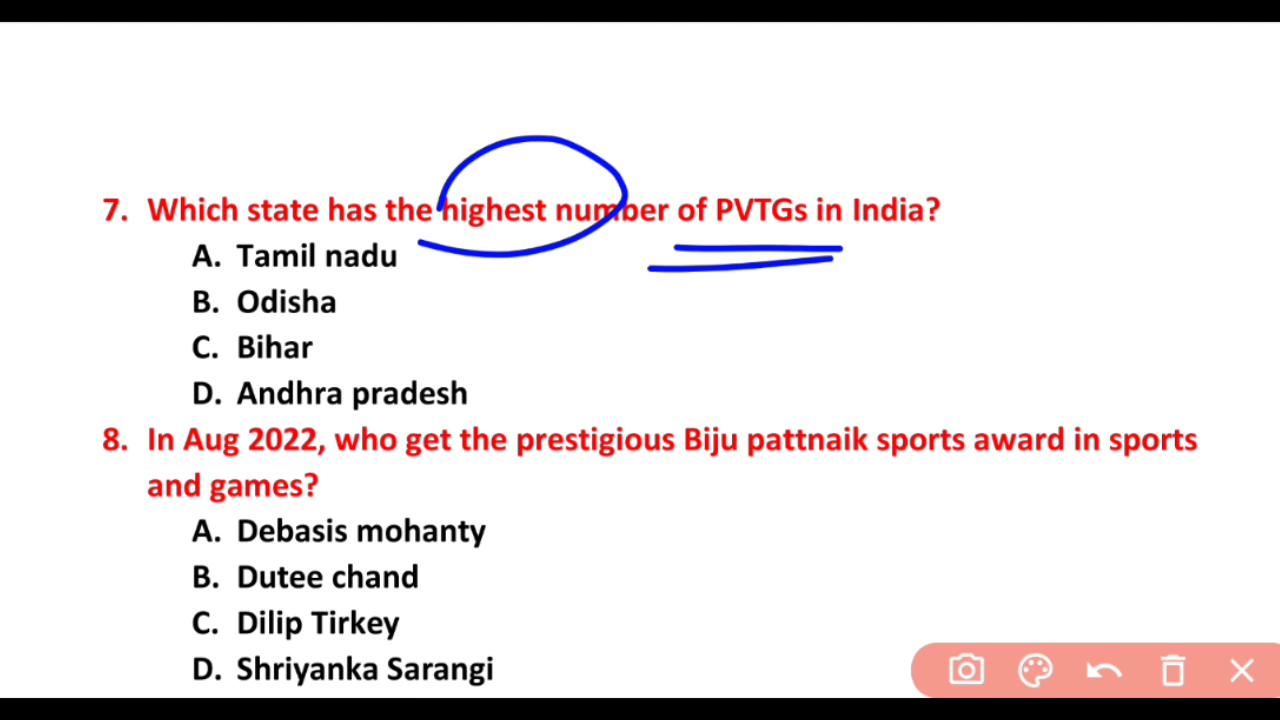 7. Which state has the highest number of PVTGs in India?
A. Tamil nadu
B. Odisha
C. Bihar
D. Andhra pradesh
8. In Aug 2022, who get the prestigious Biju pattnaik sports award in sports
and games?
A. Debasis mohanty
B. Dutee chand
C. Dilip Tirkey
D. Shriyanka Sarangi